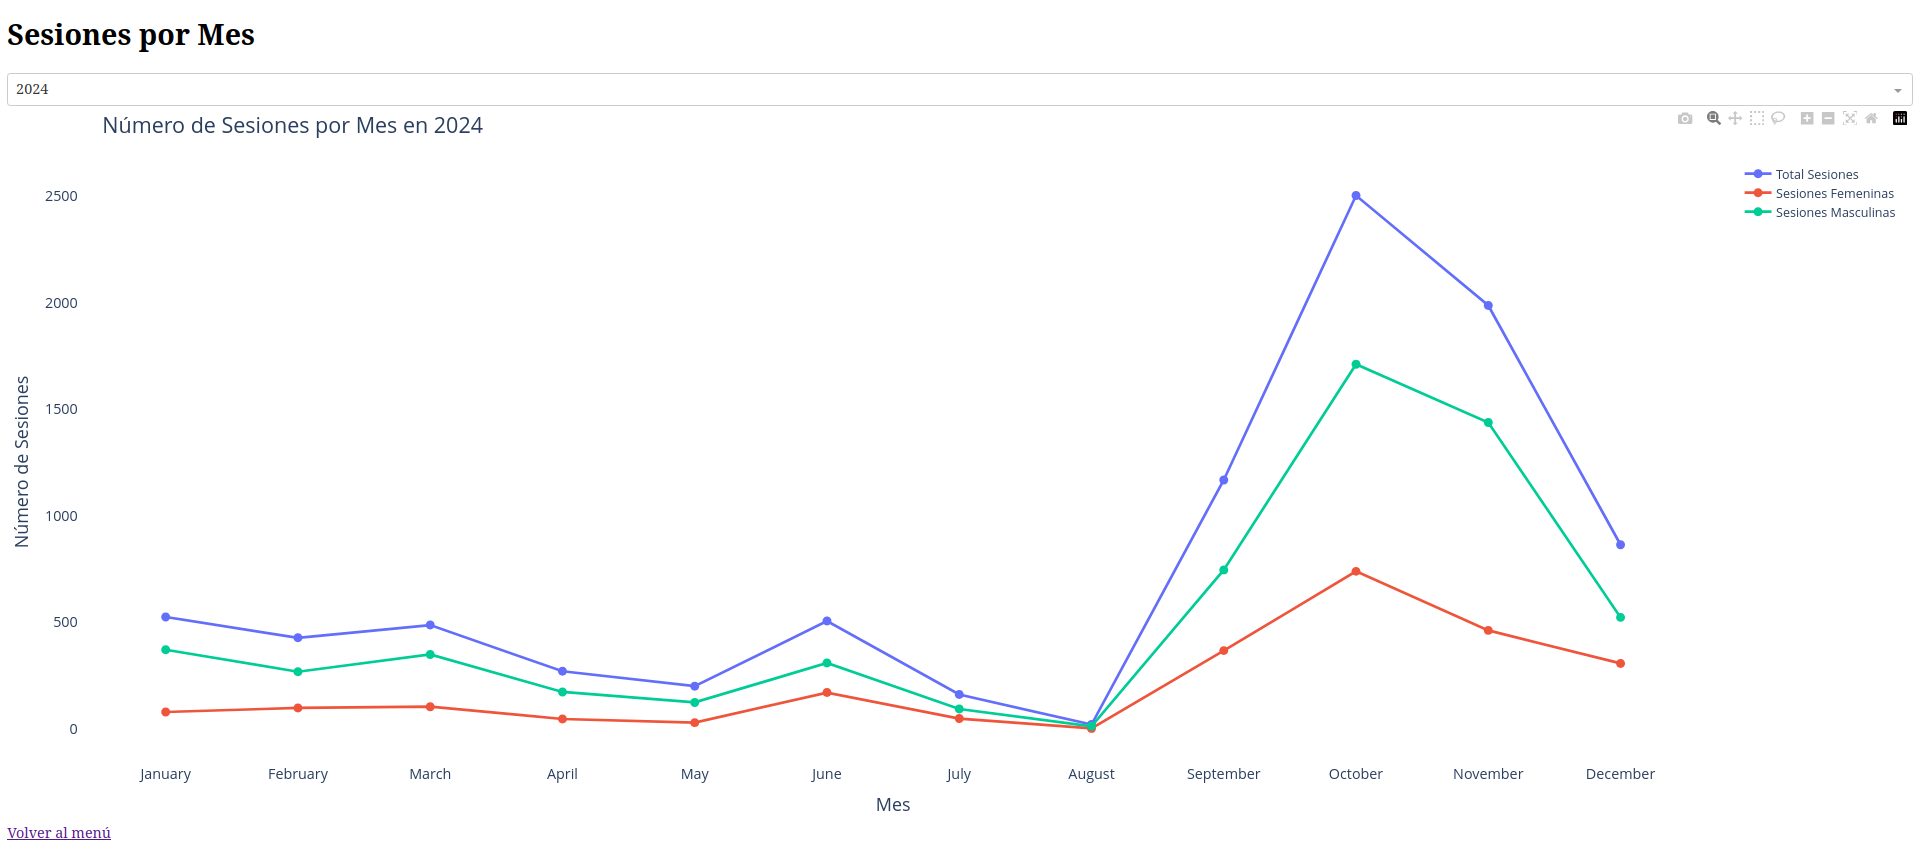 Sesiones por Mes
2024
Número de Sesiones por Mes en 2024
Total Sesiones
Sesiones Femeninas
Sesiones Masculinas
Número de Sesiones
2500
2000
1500
1000
500
0
January February March April May June July August September October November December
Mes
Volver al menú